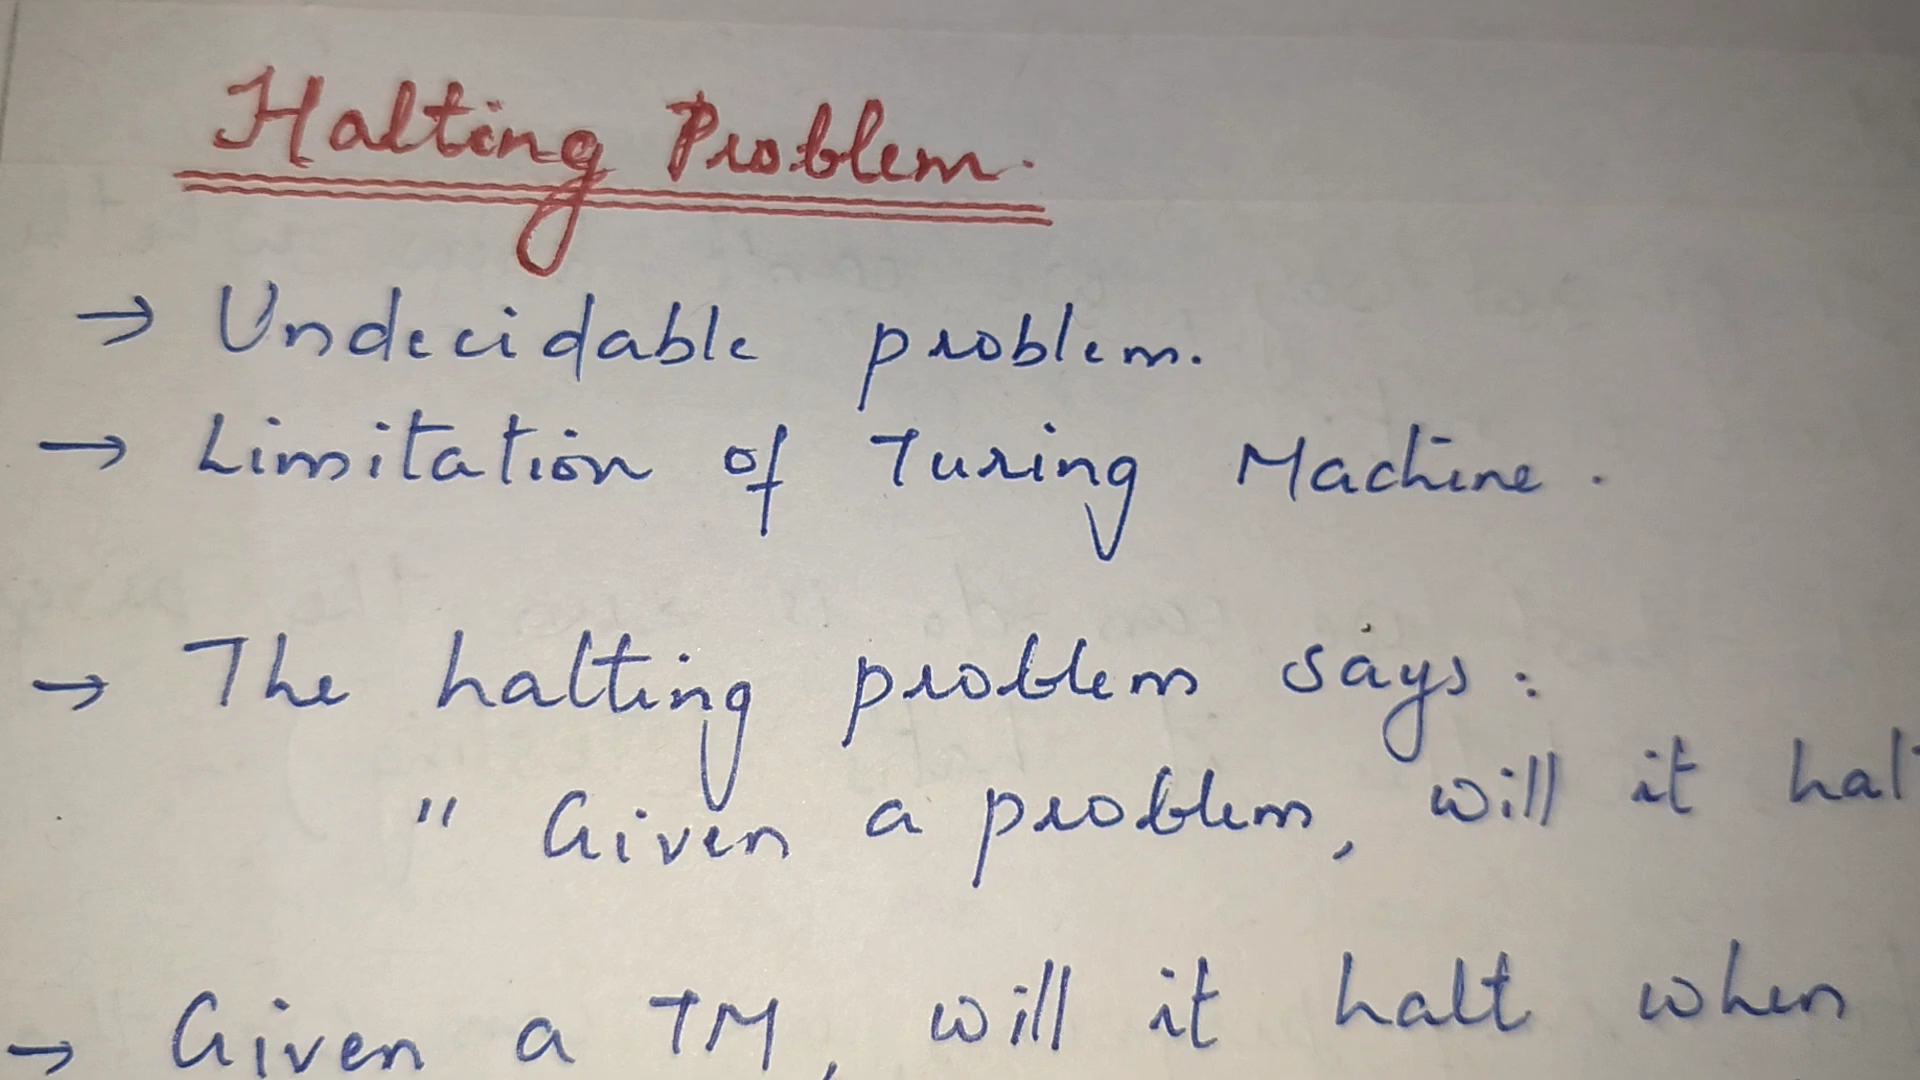 Halting Problem.
→ Undecidable problem.
→ Limitation of Turing Machine.
→ The halting problem says:
" Given a problem, will it halt
→ Given a TM, will it halt when